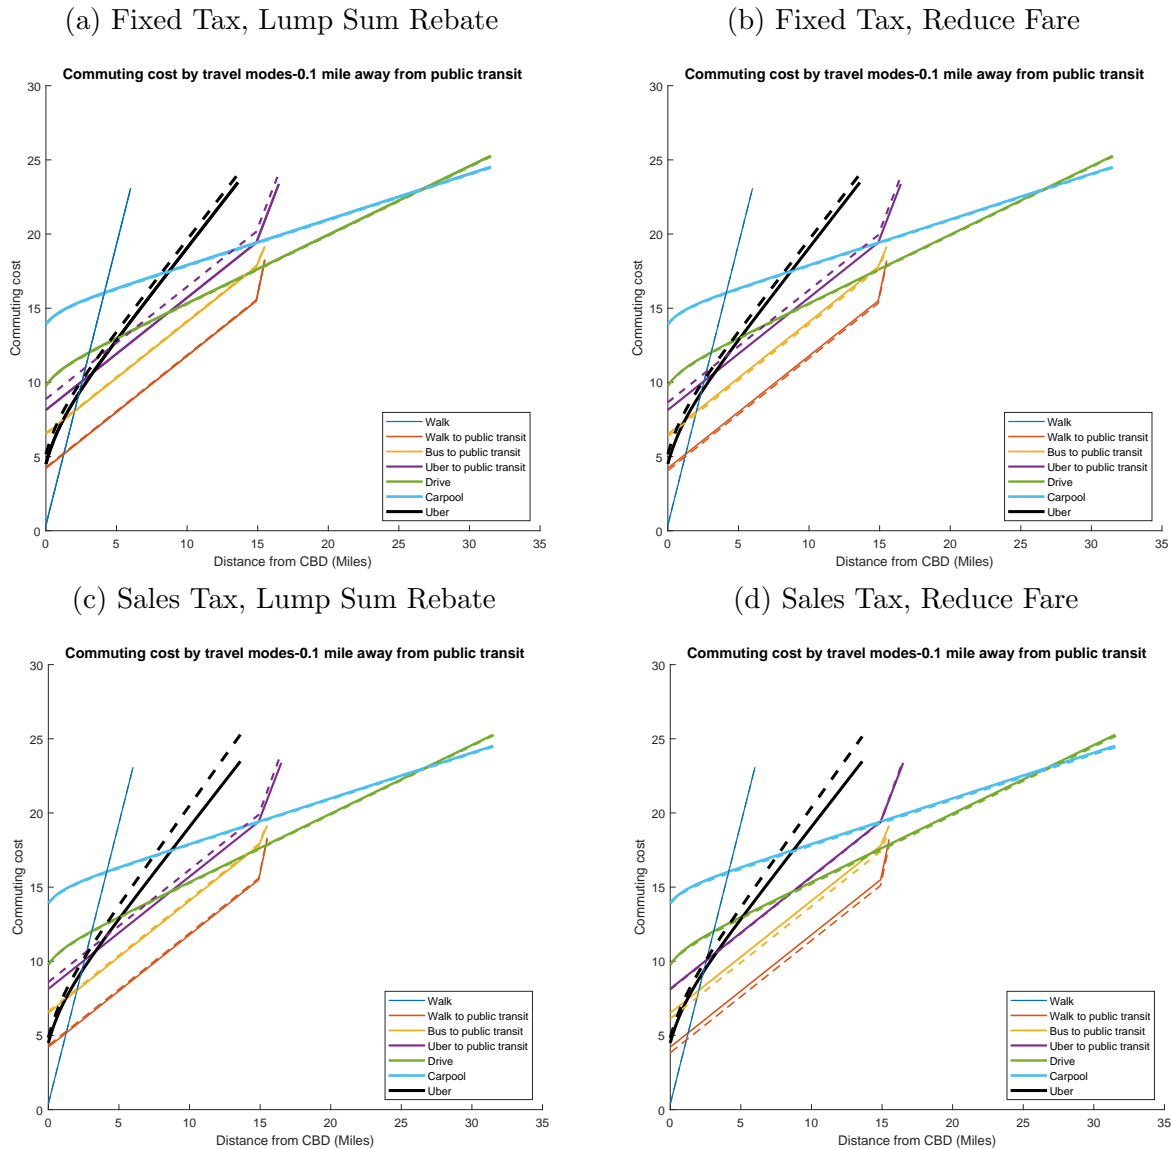 (a) Fixed Tax, Lump Sum Rebate
Commuting cost by travel modes-0.1 mile away from public transit
30
25
20
15
10
5
0
Commuting cost
0 5 10 15 20 25 30 35
Distance from CBD (Miles)
Walk
Walk to public transit
Bus to public transit
Uber to public transit
Drive
Carpool
Uber
(b) Fixed Tax, Reduce Fare
Commuting cost by travel modes-0.1 mile away from public transit
30
25
20
15
10
5
0
Commuting cost
0 5 10 15 20 25 30 35
Distance from CBD (Miles)
Walk
Walk to public transit
Bus to public transit
Uber to public transit
Drive
Carpool
Uber
(c) Sales Tax, Lump Sum Rebate
Commuting cost by travel modes-0.1 mile away from public transit
30
25
20
15
10
5
0
Commuting cost
0 5 10 15 20 25 30 35
Distance from CBD (Miles)
Walk
Walk to public transit
Bus to public transit
Uber to public transit
Drive
Carpool
Uber
(d) Sales Tax, Reduce Fare
Commuting cost by travel modes-0.1 mile away from public transit
30
25
20
15
10
5
0
Commuting cost
0 5 10 15 20 25 30 35
Distance from CBD (Miles)
Walk
Walk to public transit
Bus to public transit
Uber to public transit
Drive
Carpool
Uber